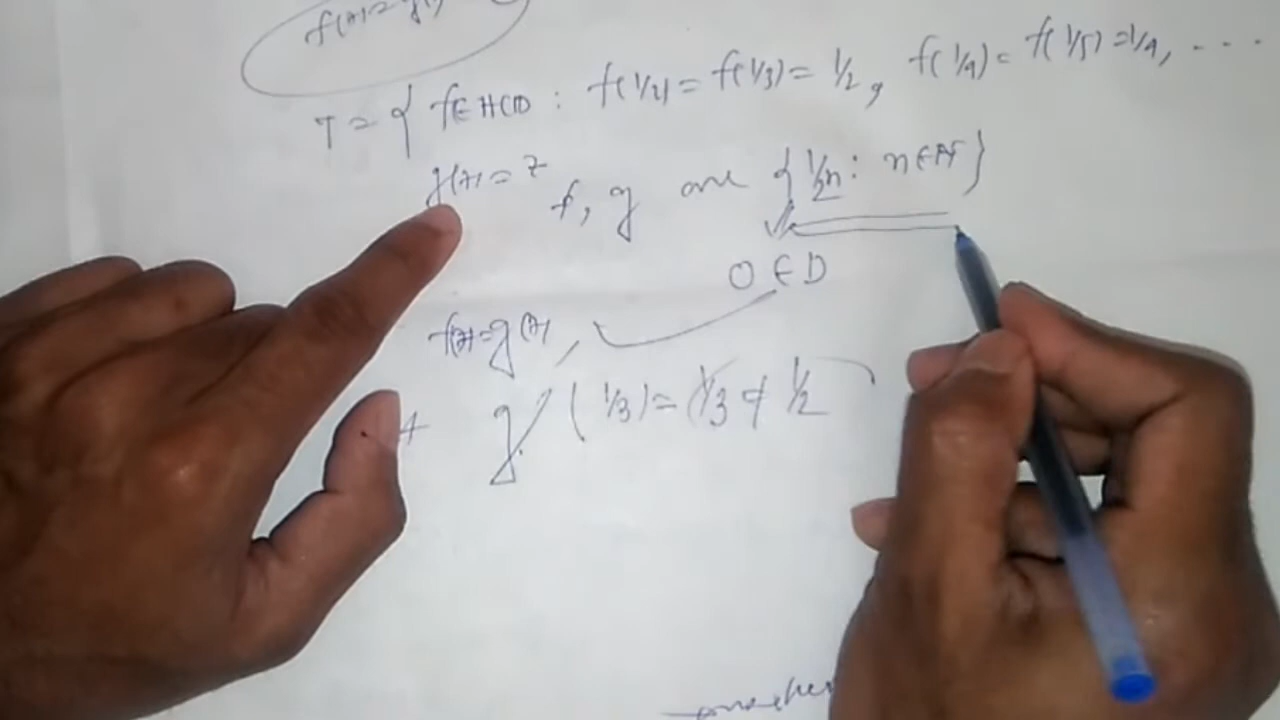 T = { f ∈ H(D) : f(1/2) = f(1/3) = 1/2, f(1/4) = f(1/5) = 1/4, ....
g(z) = z f, g are { 1/2n : n ∈ N }
0 ∈ D
f(z) = g(z)
g (1/3) = 1/3 ≠ 1/2